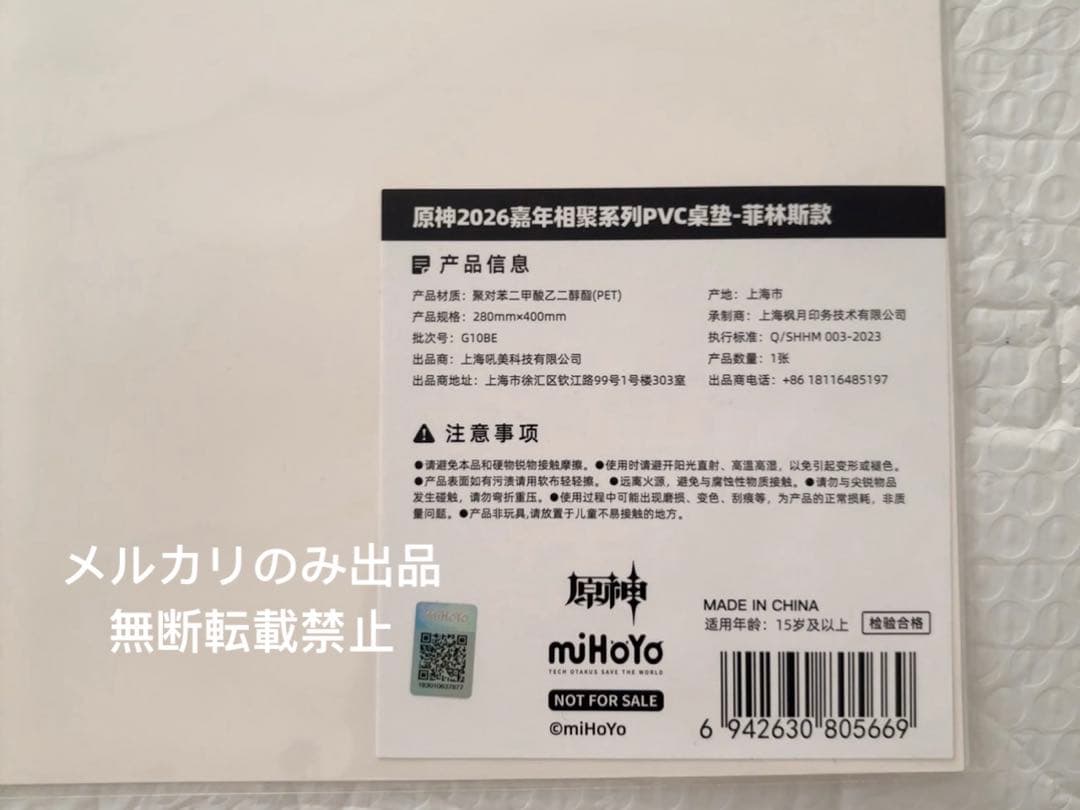 原神2026嘉年相聚系列PVC桌垫-菲林斯款
产品信息
产品材质：聚对苯二甲酸乙二醇酯(PET)
产品规格：280mm×400mm
批次号：G10BE
出品商：上海吼美科技有限公司
出品商地址：上海市徐汇区钦江路99号1号楼303室
产地：上海市
承制商：上海枫月印务技术有限公司
执行标准：Q/SHHM 003-2023
产品数量：1张
出品商电话：+86 18116485197
注意事项
●请避免本品和硬物锐物接触摩擦。●使用时请避开阳光直射、高温高湿，以免引起变形或褪色。
●产品表面如有污渍请用软布轻轻擦。●远离火源，避免与腐蚀性物质接触。●请勿与尖锐物品
发生碰触，请勿弯折重压。●使用过程中可能出现磨损、变色、刮痕等，为产品的正常损耗，非质
量问题。●产品非玩具,请放置于儿童不易接触的地方。
メルカリのみ出品
無断転載禁止
miHoYo
183010637877
原神
miHoYo
TECH OTAKUS SAVE THE WORLD
NOT FOR SALE
©miHoYo
MADE IN CHINA
适用年龄：15岁及以上
检验合格
6 942630 805669